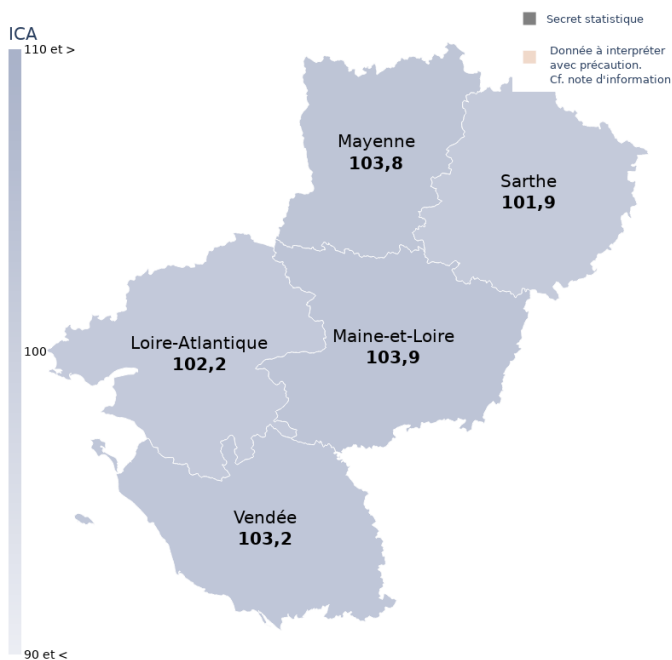 Secret statistique
ICA
110 et >
Donnée à interpréter
avec précaution.
Cf. note d'information
Mayenne
103,8
Sarthe
101,9
Loire-Atlantique
102,2
Maine-et-Loire
103,9
100
Vendée
103,2
90 et <